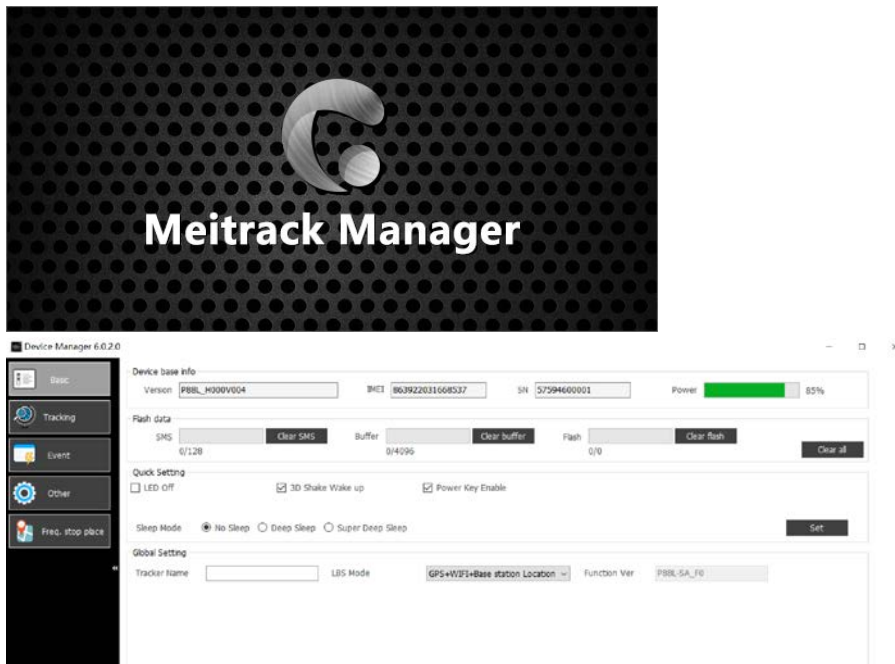 Meitrack Manager
Device Manager 6.0.2.0
Basic
Tracking
Event
Other
Freq. stop place
Device base info
Version P88L_H000V004 IMEI 863922031668537 SN 57594600001 Power 85%
Flash data
SMS Clear SMS Buffer Clear buffer Flash Clear flash
0/128 0/4096 0/0 Clear all
Quick Setting
LED Off 3D Shake Wake up Power Key Enable
Sleep Mode No Sleep Deep Sleep Super Deep Sleep Set
Global Setting
Tracker Name LBS Mode GPS+WIFI+Base station Location Function Ver P88L-SA_F0